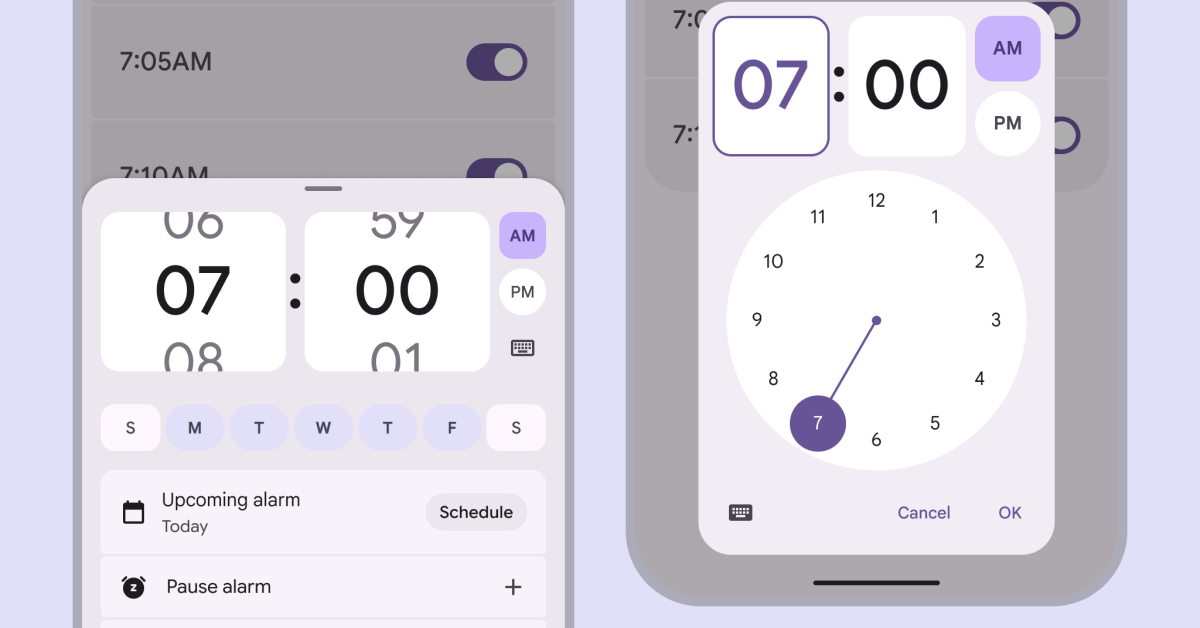 7:05AM
7:10AM
06 59
07 : 00 AM
PM
08 01
S M T W T F S
Upcoming alarm
Today
Schedule
Z
Pause alarm +
7:0
07 : 00 AM
PM
7:1
12
11 1
10 2
9 3
8 4
7 5
6
Cancel OK